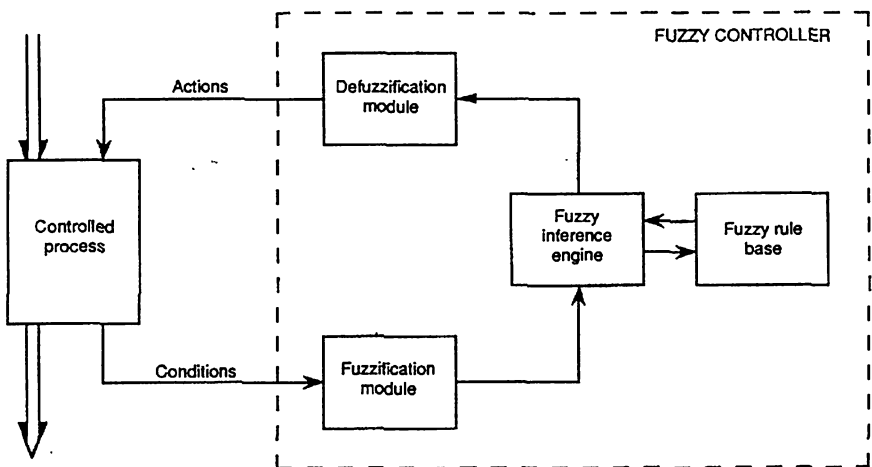 FUZZY CONTROLLER
Actions
Defuzzification
module
Controlled
process
Fuzzy
inference
engine
Fuzzy rule
base
Conditions
Fuzzification
module